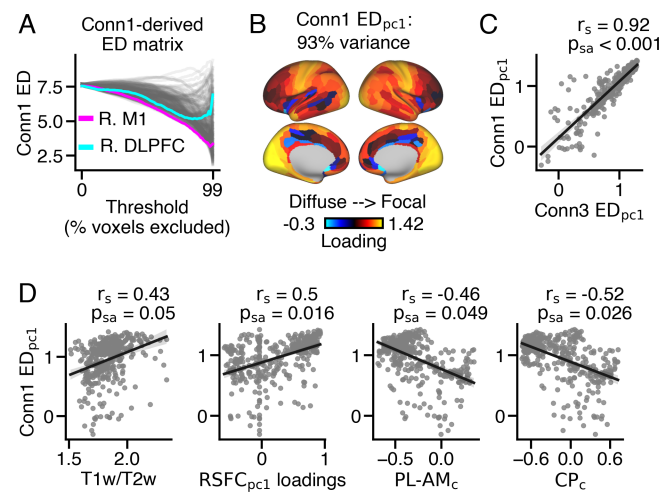 A
Conn1-derived
ED matrix
Conn1 ED
7.5
5.0
2.5
R. M1
R. DLPFC
0
99
Threshold
(% voxels excluded)
B
Conn1 EDpc1:
93% variance
Diffuse --> Focal
-0.3
1.42
Loading
C
rs = 0.92
psa < 0.001
Conn1 EDpc1
1
0
0
1
Conn3 EDpc1
D
rs = 0.43
psa = 0.05
Conn1 EDpc1
1
0
1.5
2.0
T1w/T2w
rs = 0.5
psa = 0.016
1
0
0
1
RSFCpc1 loadings
rs = -0.46
psa = 0.049
1
0
−0.5
0.0
PL-AMc
rs = -0.52
psa = 0.026
1
0
−0.6
0.0
0.6
CPc